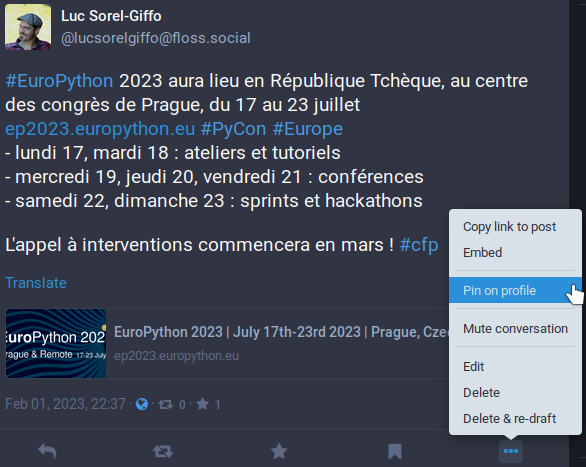 Luc Sorel-Giffo
@lucsorelgiffo@floss.social
#EuroPython 2023 aura lieu en République Tchèque, au centre
des congrès de Prague, du 17 au 23 juillet
ep2023.europython.eu #PyCon #Europe
- lundi 17, mardi 18 : ateliers et tutoriels
- mercredi 19, jeudi 20, vendredi 21 : conférences
- samedi 22, dimanche 23 : sprints et hackathons
L'appel à interventions commencera en mars ! #cfp
Translate
EuroPython 202
rague & Remote 17-23 July
EuroPython 2023 | July 17th-23rd 2023 | Prague, Cze
ep2023.europython.eu
Feb 01, 2023, 22:37 · · 0 · 1
Copy link to post
Embed
Pin on profile
Mute conversation
Edit
Delete
Delete & re-draft